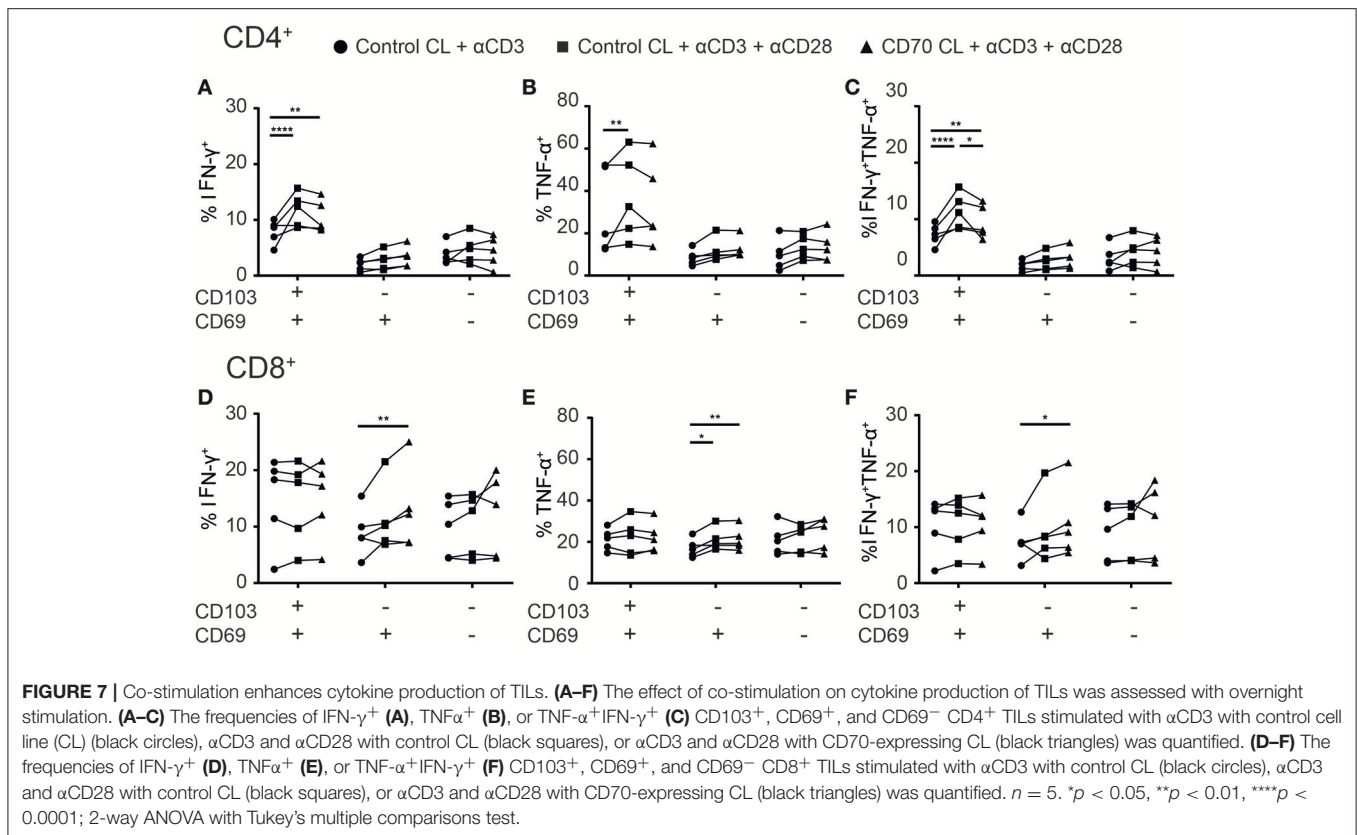 CD4⁺
● Control CL + αCD3 ■ Control CL + αCD3 + αCD28 ▲ CD70 CL + αCD3 + αCD28
A
30
20
10
0
% IFN-γ⁺
**
****
CD103 + - -
CD69 + + -
B
80
60
40
20
0
% TNF-α⁺
**
CD103 + - -
CD69 + + -
C
30
20
10
0
%IFN-γ⁺TNF-α⁺
**
**** *
CD103 + - -
CD69 + + -
CD8⁺
D
30
20
10
0
% IFN-γ⁺
**
CD103 + - -
CD69 + + -
E
80
60
40
20
0
% TNF-α⁺
**
*
CD103 + - -
CD69 + + -
F
30
20
10
0
%IFN-γ⁺TNF-α⁺
*
CD103 + - -
CD69 + + -
FIGURE 7 | Co-stimulation enhances cytokine production of TILs. (A–F) The effect of co-stimulation on cytokine production of TILs was assessed with overnight
stimulation. (A–C) The frequencies of IFN-γ⁺ (A), TNFα⁺ (B), or TNF-α⁺IFN-γ⁺ (C) CD103⁺, CD69⁺, and CD69⁻ CD4⁺ TILs stimulated with αCD3 with control cell
line (CL) (black circles), αCD3 and αCD28 with control CL (black squares), or αCD3 and αCD28 with CD70-expressing CL (black triangles) was quantified. (D–F) The
frequencies of IFN-γ⁺ (D), TNFα⁺ (E), or TNF-α⁺IFN-γ⁺ (F) CD103⁺, CD69⁺, and CD69⁻ CD8⁺ TILs stimulated with αCD3 with control CL (black circles), αCD3
and αCD28 with control CL (black squares), or αCD3 and αCD28 with CD70-expressing CL (black triangles) was quantified. n = 5. *p < 0.05, **p < 0.01, ****p <
0.0001; 2-way ANOVA with Tukey's multiple comparisons test.